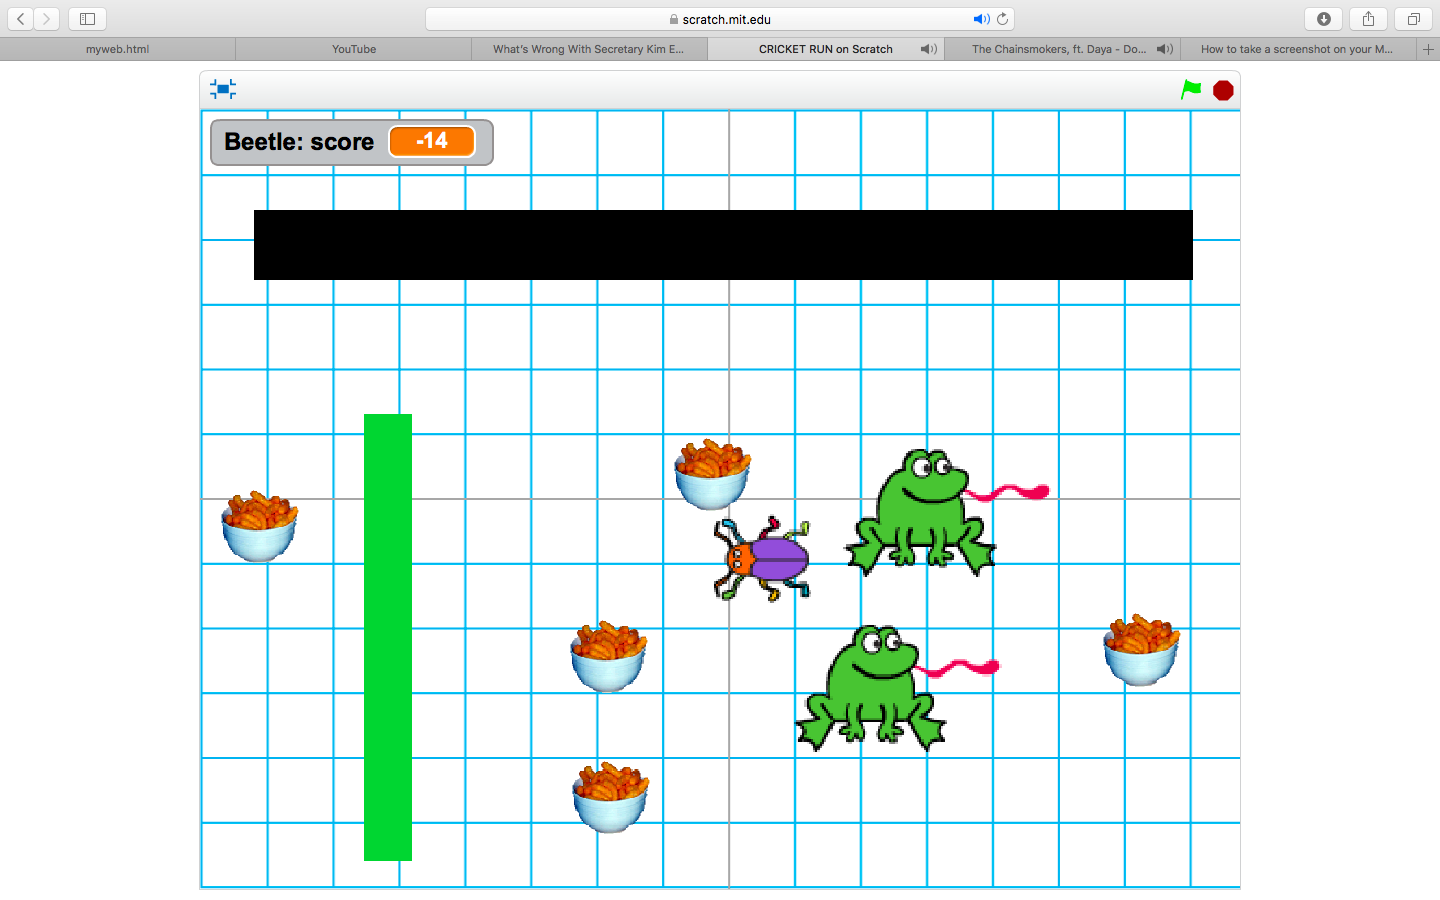 scratch.mit.edu
myweb.html
YouTube
What's Wrong With Secretary Kim E...
CRICKET RUN on Scratch
The Chainsmokers, ft. Daya - Do...
How to take a screenshot on your M...
Beetle: score -14